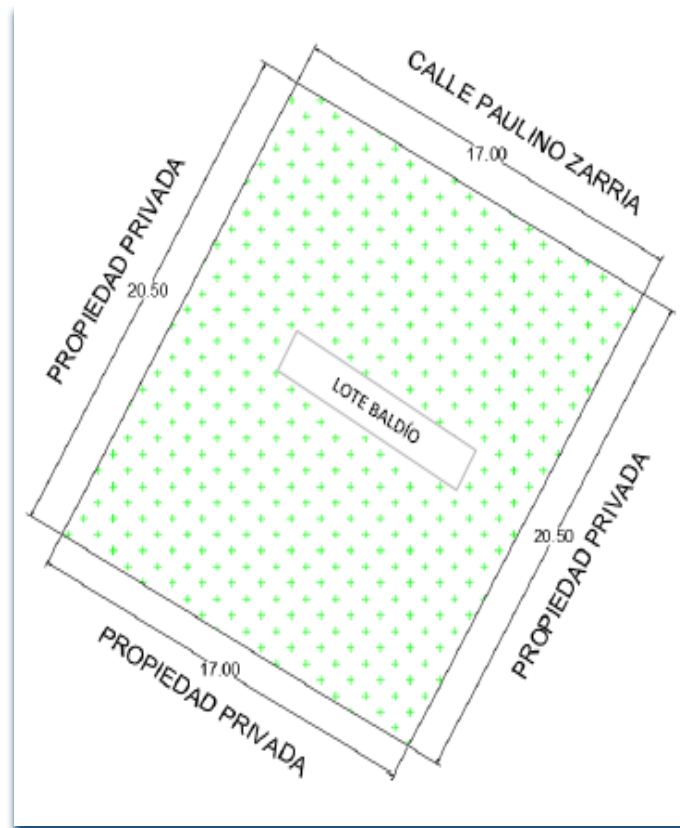 CALLE PAULINO ZARRIA
17.00
PROPIEDAD PRIVADA
20.50
LOTE BALDÍO
20.50
PROPIEDAD PRIVADA
17.00
PROPIEDAD PRIVADA